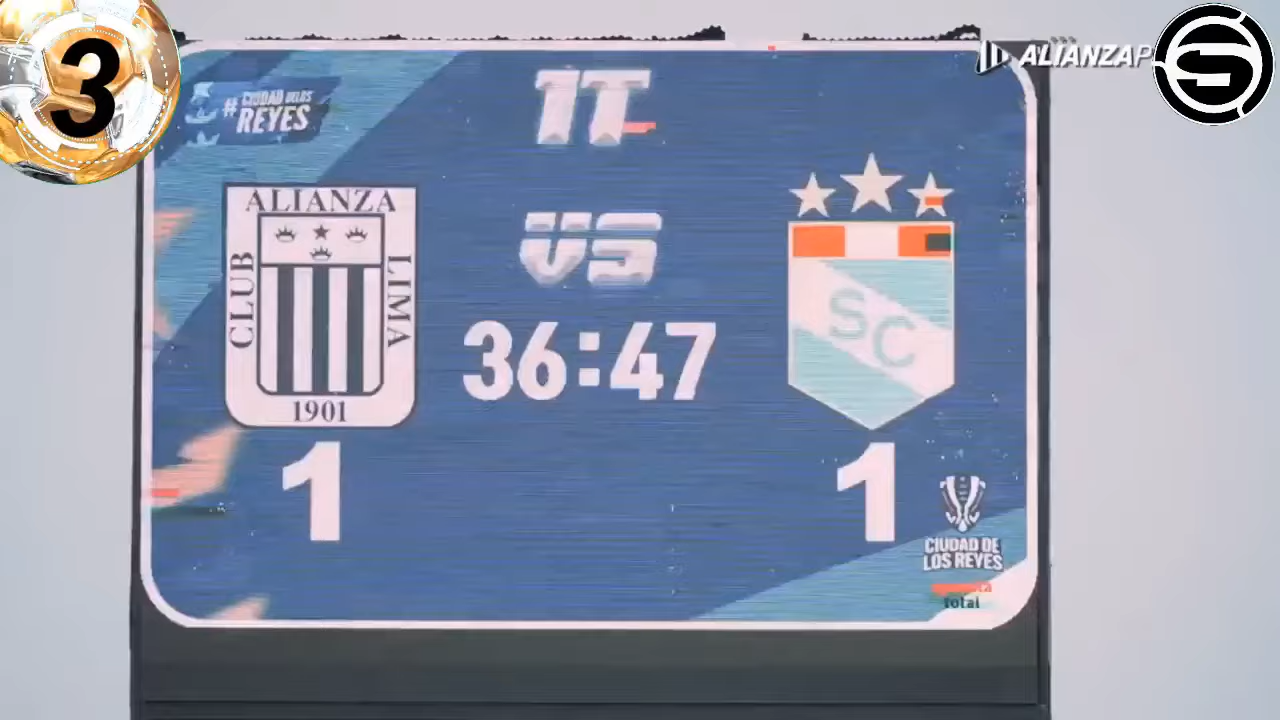 3
ALIANZAP
# CIUDAD DE LOS
REYES
1T
VS
36:47
ALIANZA
CLUB
LIMA
1901
SC
1
1
CIUDAD DE
LOS REYES
total